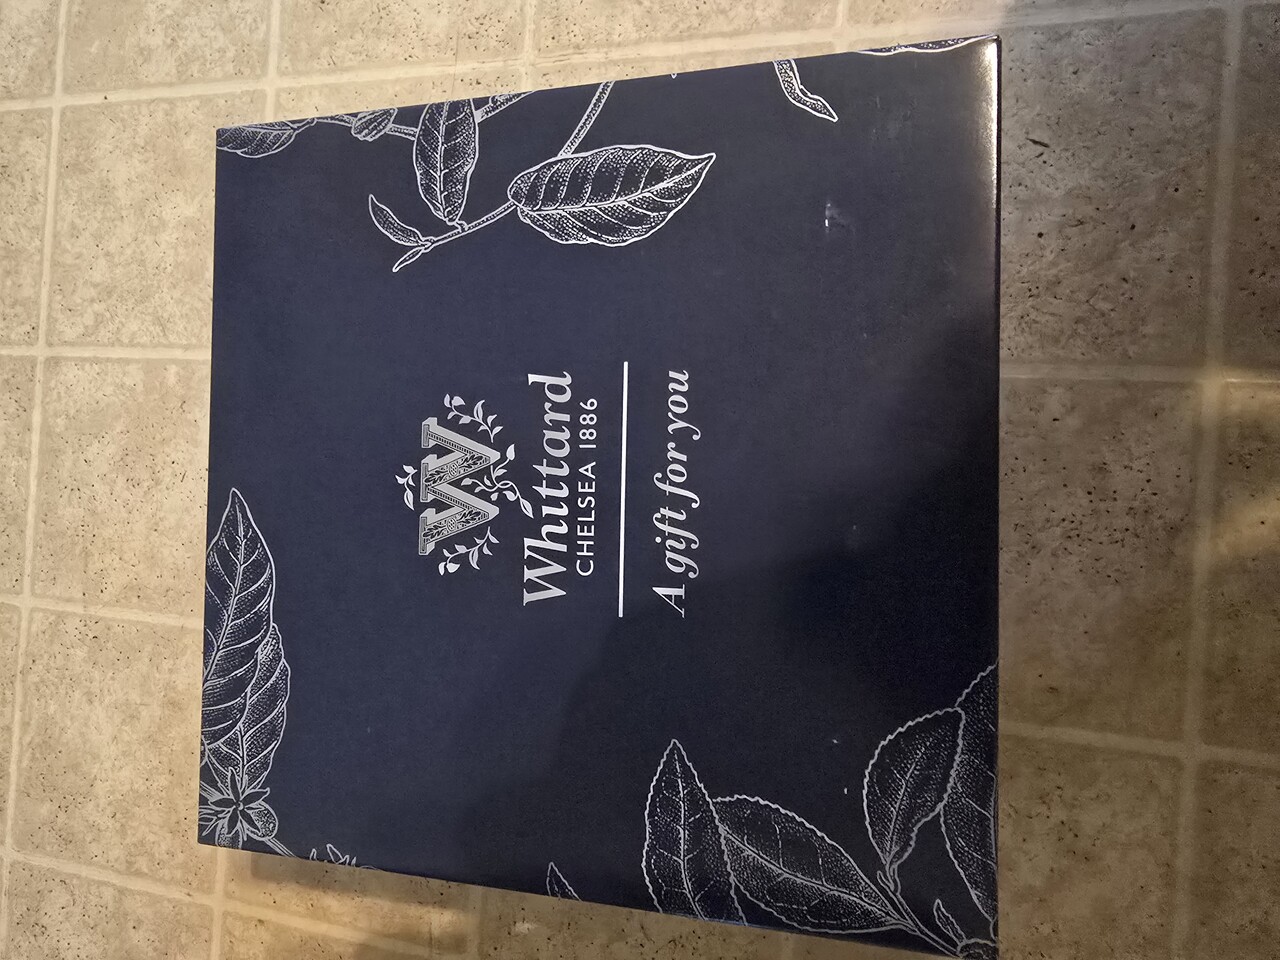 W
Whittard
CHELSEA 1886
A gift for you